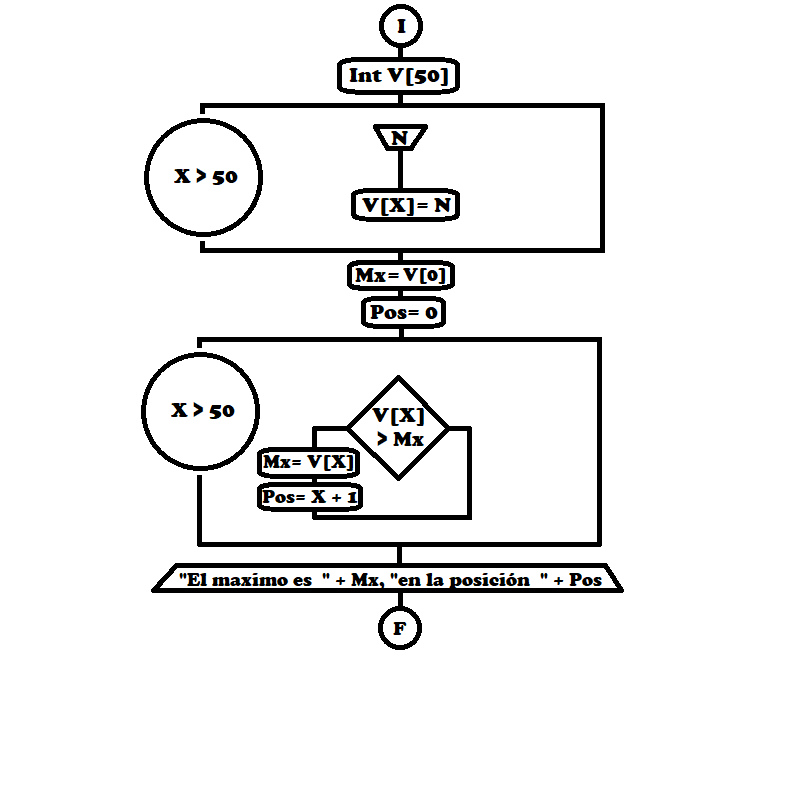 I
Int V[50]
N
X > 50
V[X]= N
Mx= V[0]
Pos= 0
X > 50
V[X]
> Mx
Mx= V[X]
Pos= X + 1
"El maximo es " + Mx, "en la posición " + Pos
F